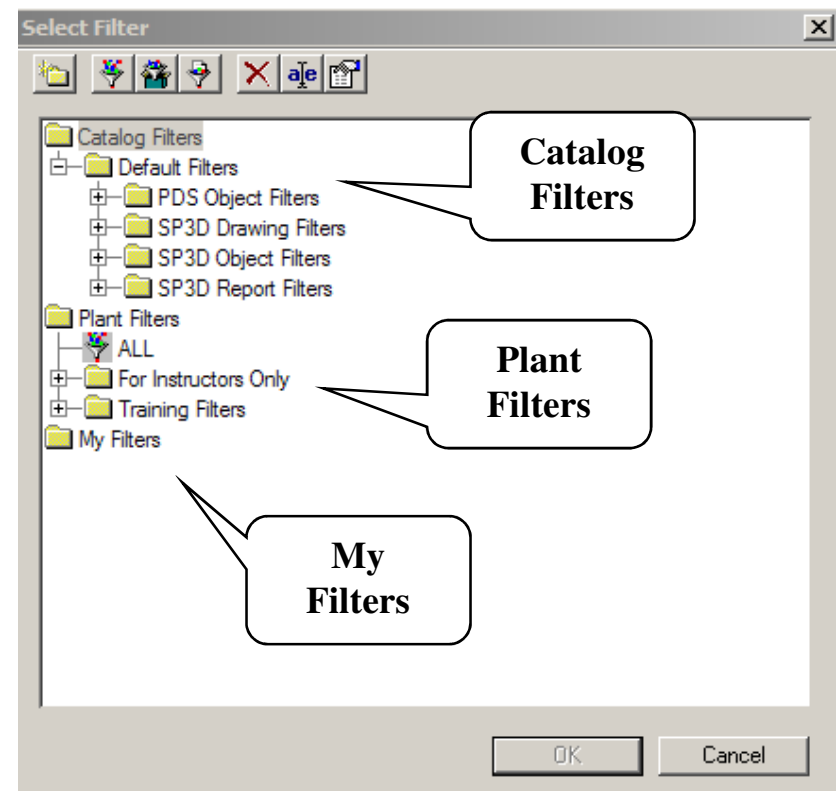 Select Filter
a|e
Catalog Filters
Default Filters
PDS Object Filters
SP3D Drawing Filters
SP3D Object Filters
SP3D Report Filters
Plant Filters
ALL
For Instructors Only
Training Filters
My Filters
Catalog
Filters
Plant
Filters
My
Filters
OK
Cancel